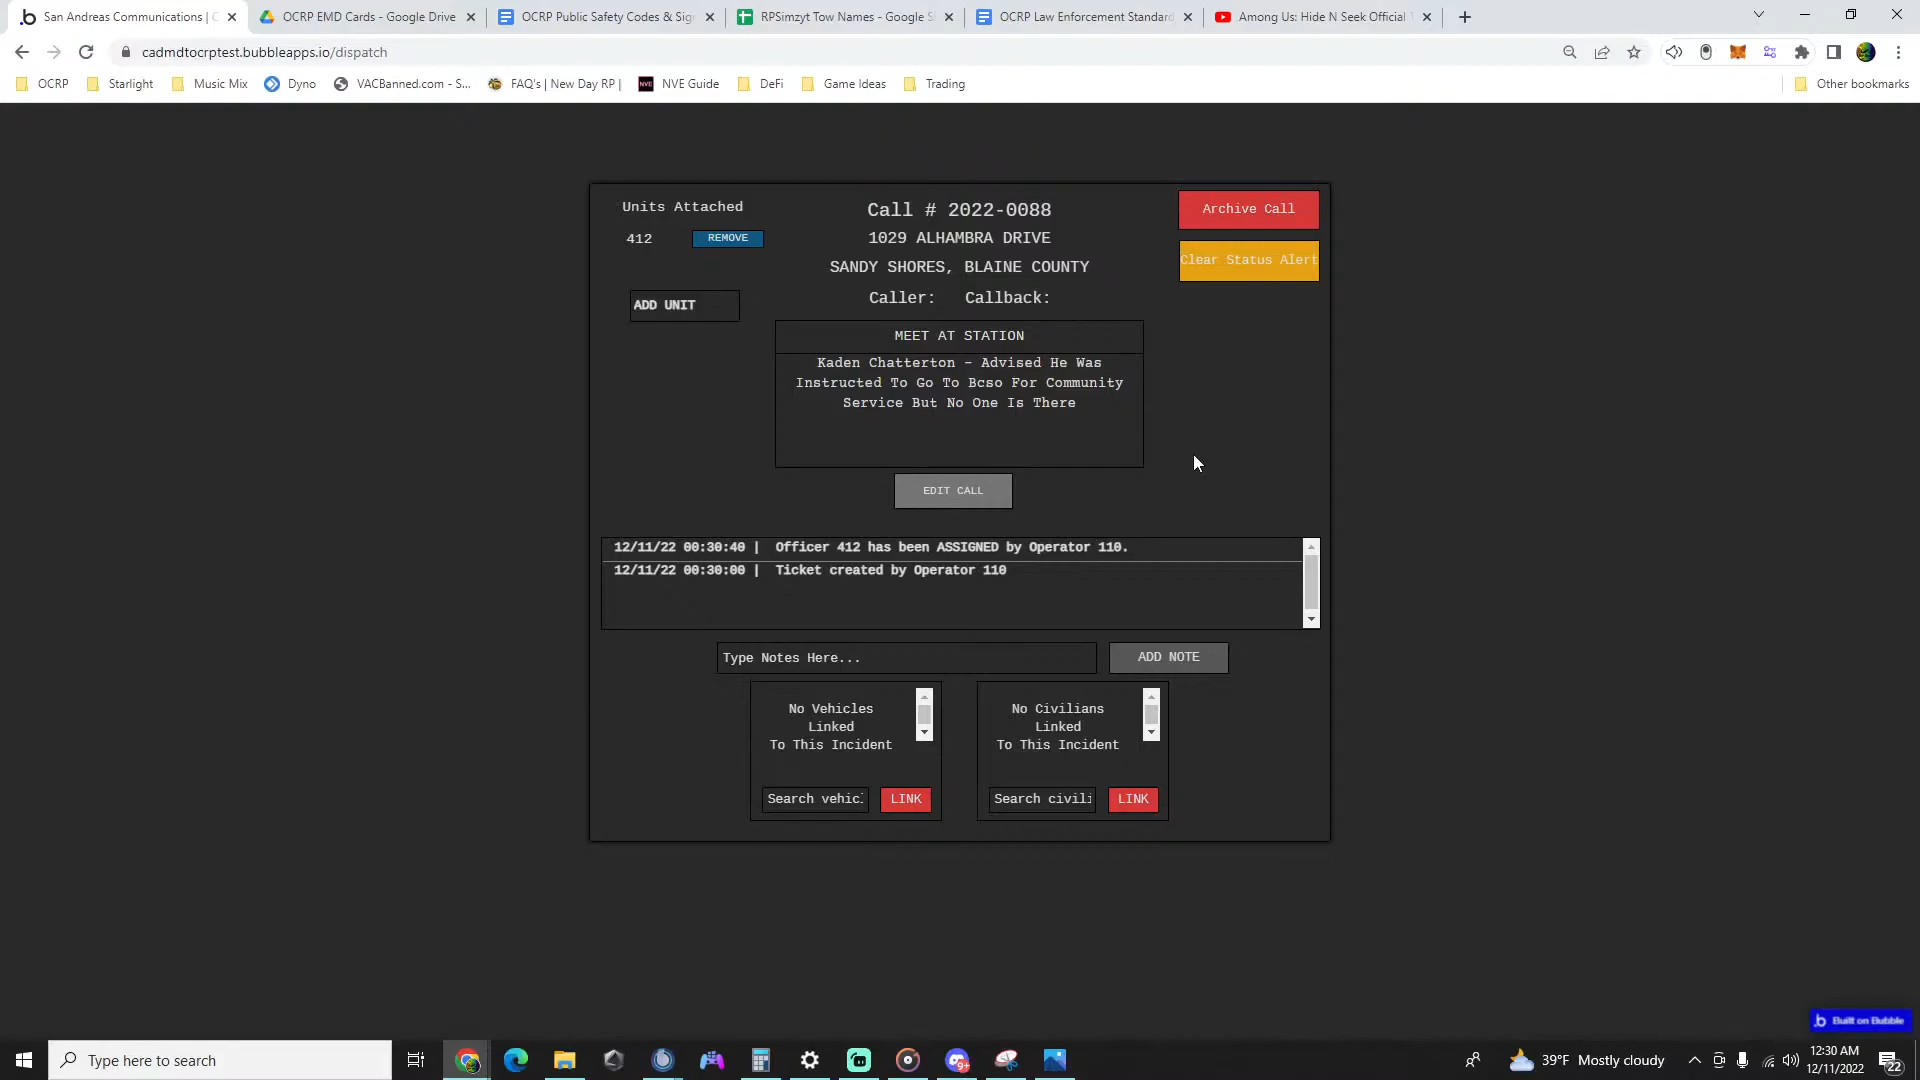 San Andreas Communications | C
OCRP EMD Cards - Google Drive
OCRP Public Safety Codes & Sig
RPSimzyt Tow Names - Google S
OCRP Law Enforcement Standard
Among Us: Hide N Seek Official T
cadmdtocrptest.bubbleapps.io/dispatch
OCRP
Starlight
Music Mix
Dyno
VACBanned.com - S...
FAQ's | New Day RP |
NVE Guide
DeFi
Game Ideas
Trading
Other bookmarks
Units Attached
412
REMOVE
ADD UNIT
Call # 2022-0088
1029 ALHAMBRA DRIVE
SANDY SHORES, BLAINE COUNTY
Caller: Callback:
Archive Call
Clear Status Alert
MEET AT STATION
Kaden Chatterton - Advised He Was
Instructed To Go To Bcso For Community
Service But No One Is There
EDIT CALL
12/11/22 00:30:40 | Officer 412 has been ASSIGNED by Operator 110.
12/11/22 00:30:00 | Ticket created by Operator 110
Type Notes Here...
ADD NOTE
No Vehicles
Linked
To This Incident
Search vehic
LINK
No Civilians
Linked
To This Incident
Search civili
LINK
Built on Bubble
Type here to search
39°F Mostly cloudy
12:30 AM
12/11/2022
22